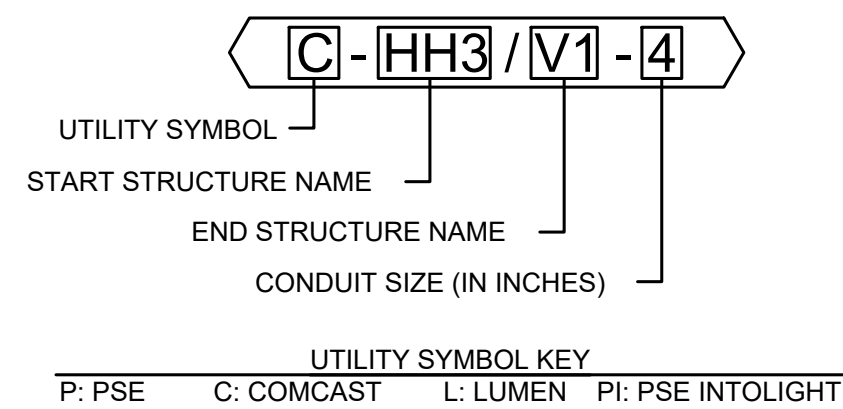 C - HH3 / V1 - 4
UTILITY SYMBOL
START STRUCTURE NAME
END STRUCTURE NAME
CONDUIT SIZE (IN INCHES)
UTILITY SYMBOL KEY
P: PSE C: COMCAST L: LUMEN PI: PSE INTOLIGHT